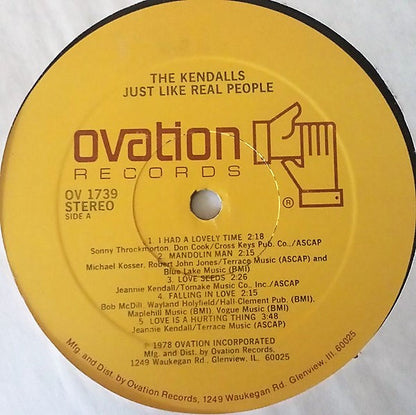 THE KENDALLS
JUST LIKE REAL PEOPLE
ovation
RECORDS
®
OV 1739
STEREO
SIDE A
1 I HAD A LOVELY TIME 2:18
Sonny Throckmorton, Don Cook/Cross Keys Pub. Co., /ASCAP
2. MANDOLIN MAN 2:15
Michael Kosser, Robert John Jones/Terrace Music (ASCAP) and
Blue Lake Music (BMI)
3. LOVE SEEDS 2:26
Jeannie Kendall/Tomake Music Co. Inc./ASCAP
4. FALLING IN LOVE 2:15
Bob McDill, Wayland Holyfield/Hall-Clement Pub. (BMI),
Maplehill Music (BMI), Vogue Music (BMI)
5 LOVE IS A HURTING THING 3:48
Jeannie Kendall/Terrace Music (ASCAP)
℗ 1978 OVATION INCORPORATED
Mfg. and Dist. by Ovation Records,
1249 Waukegan Rd. Glenview, IL. 60025
Mfg. and Dist. by Ovation Records, 1249 Waukegan Rd., Glenview, Ill. 60025